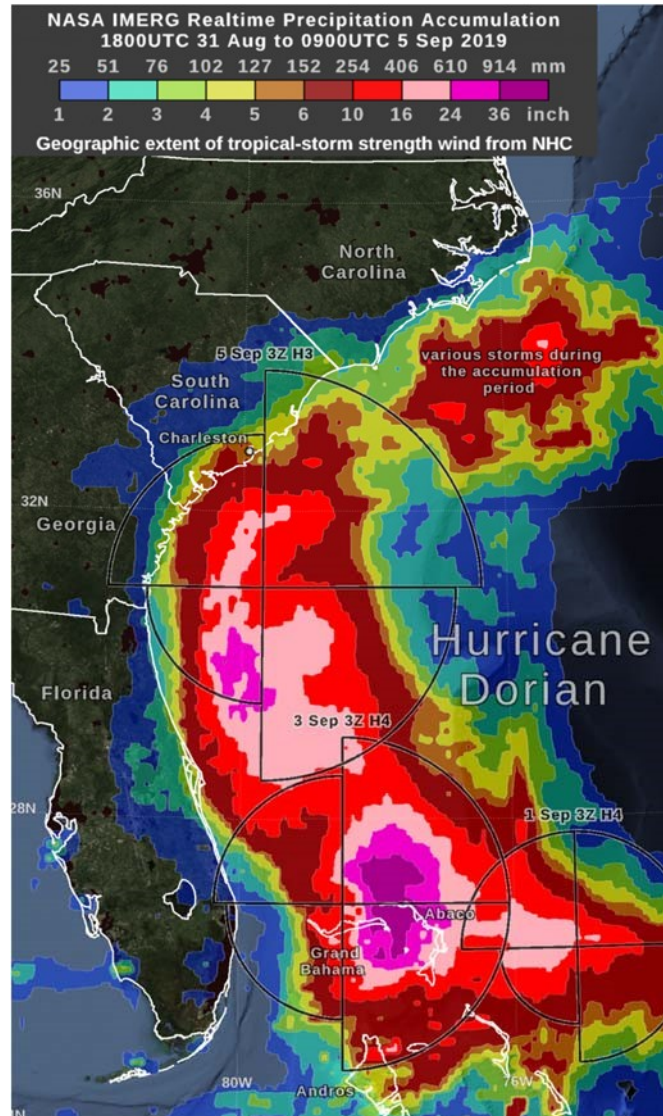 NASA IMERG Realtime Precipitation Accumulation
1800UTC 31 Aug to 0900UTC 5 Sep 2019
25 51 76 102 127 152 254 406 610 914 mm
1 2 3 4 5 6 10 16 24 36 inch
Geographic extent of tropical-storm strength wind from NHC
36N
North
Carolina
5 Sep 3Z H3
various storms during
the accumulation
period
South
Carolina
Charleston
32N
Georgia
Hurricane
Dorian
Florida
3 Sep 3Z H4
28N
1 Sep 3Z H4
Abaco
Grand
Bahama
80W
76W
Andros